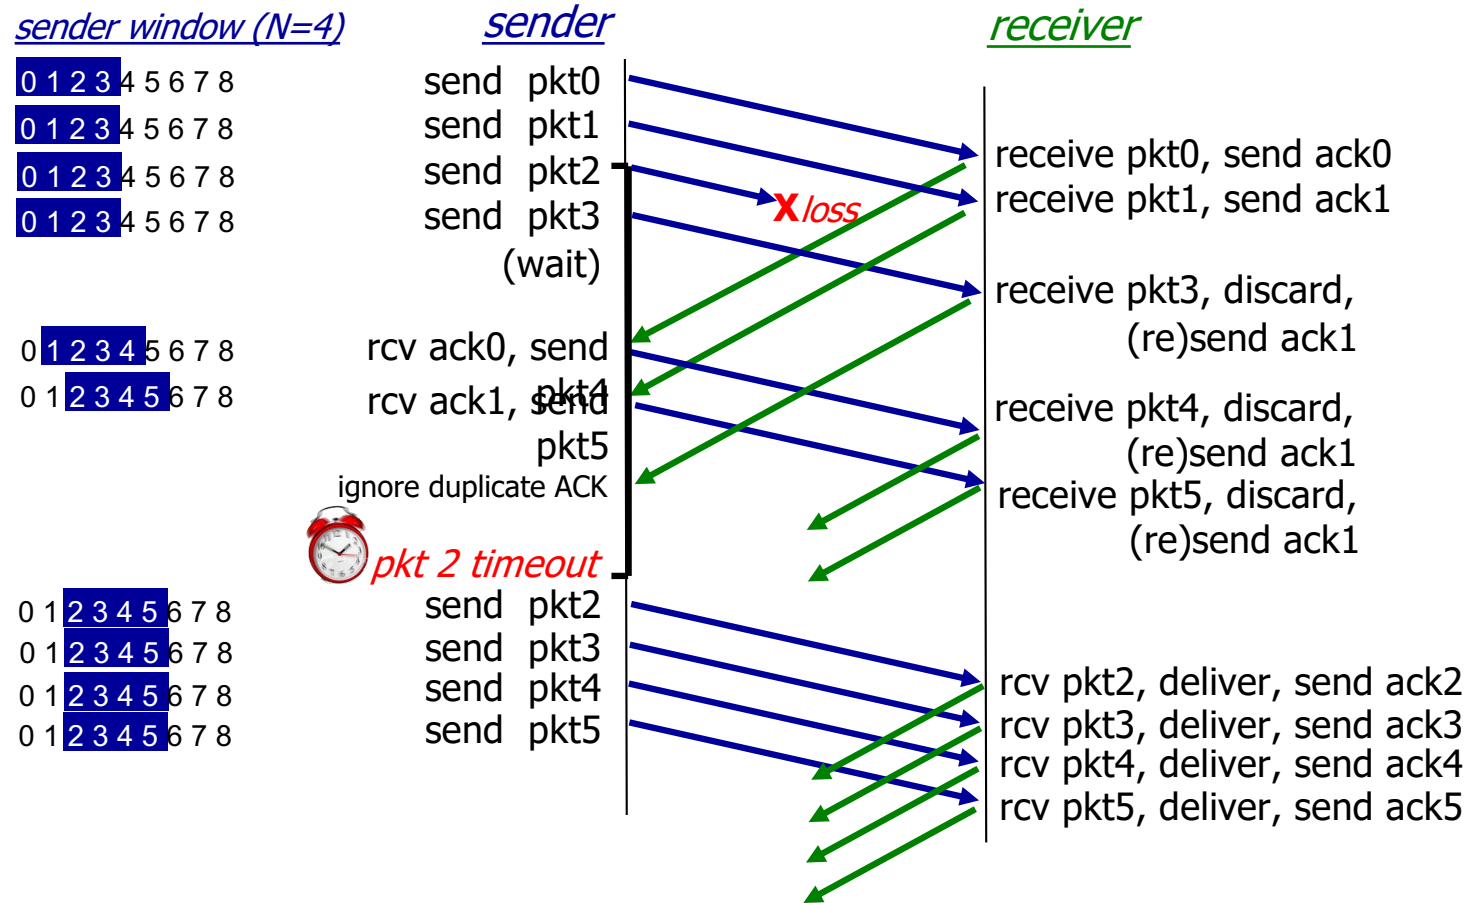 sender window (N=4) sender receiver
0 1 2 3 4 5 6 7 8 send pkt0
0 1 2 3 4 5 6 7 8 send pkt1
receive pkt0, send ack0
0 1 2 3 4 5 6 7 8 send pkt2
receive pkt1, send ack1
0 1 2 3 4 5 6 7 8 send pkt3
X loss
(wait)
receive pkt3, discard,
(re)send ack1
0 1 2 3 4 5 6 7 8 rcv ack0, send
pkt4
0 1 2 3 4 5 6 7 8 rcv ack1, send
pkt5
receive pkt4, discard,
(re)send ack1
ignore duplicate ACK
receive pkt5, discard,
(re)send ack1
pkt 2 timeout
0 1 2 3 4 5 6 7 8 send pkt2
0 1 2 3 4 5 6 7 8 send pkt3
0 1 2 3 4 5 6 7 8 send pkt4
0 1 2 3 4 5 6 7 8 send pkt5
rcv pkt2, deliver, send ack2
rcv pkt3, deliver, send ack3
rcv pkt4, deliver, send ack4
rcv pkt5, deliver, send ack5